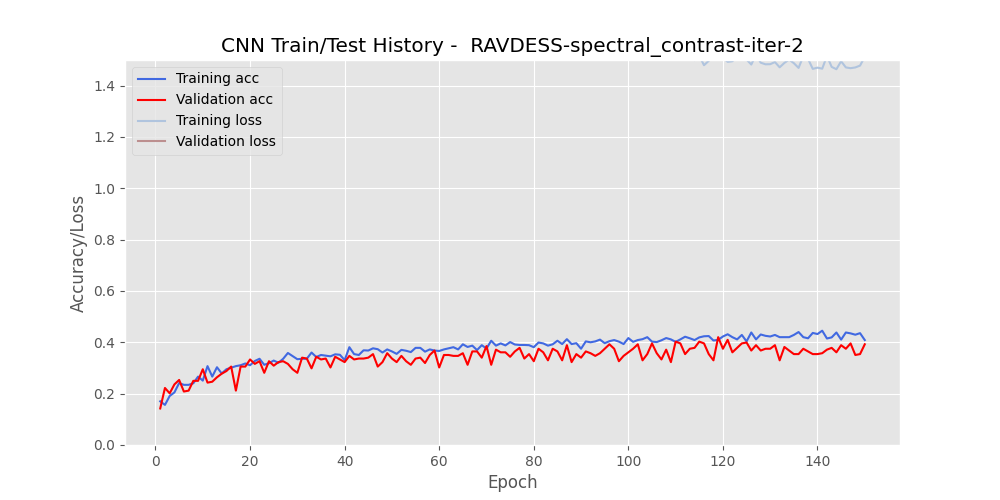 CNN Train/Test History -  RAVDESS-spectral_contrast-iter-2
Training acc
Validation acc
Training loss
Validation loss
Accuracy/Loss
1.4
1.2
1.0
0.8
0.6
0.4
0.2
0.0
0 20 40 60 80 100 120 140
Epoch